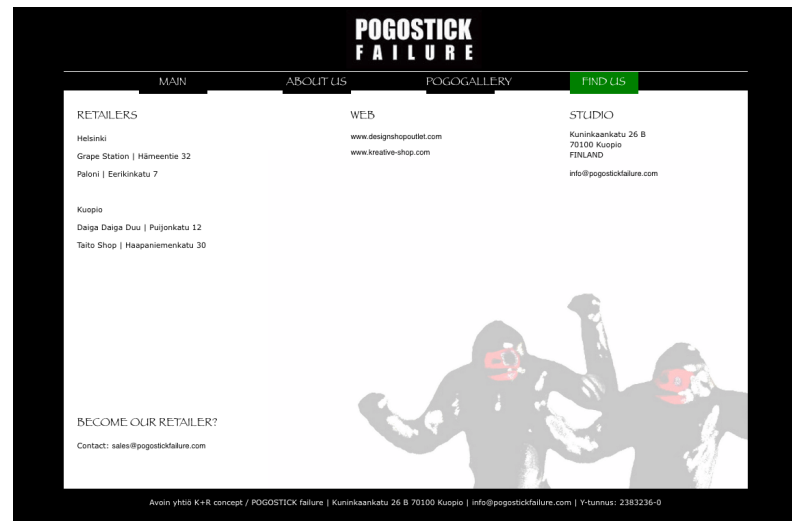 POGOSTICK
FAILURE
MAIN ABOUT US POGOGALLERY FIND US
RETAILERS
Helsinki
Grape Station | Hämeentie 32
Paloni | Eerikinkatu 7
Kuopio
Daiga Daiga Duu | Puijonkatu 12
Taito Shop | Haapaniemenkatu 30
BECOME OUR RETAILER?
Contact: sales@pogostickfailure.com
WEB
www.designshopoutlet.com
www.kreative-shop.com
STUDIO
Kuninkaankatu 26 B
70100 Kuopio
FINLAND
info@pogostickfailure.com
Avoin yhtiö K+R concept / POGOSTICK failure | Kuninkaankatu 26 B 70100 Kuopio | info@pogostickfailure.com | Y-tunnus: 2383236-0